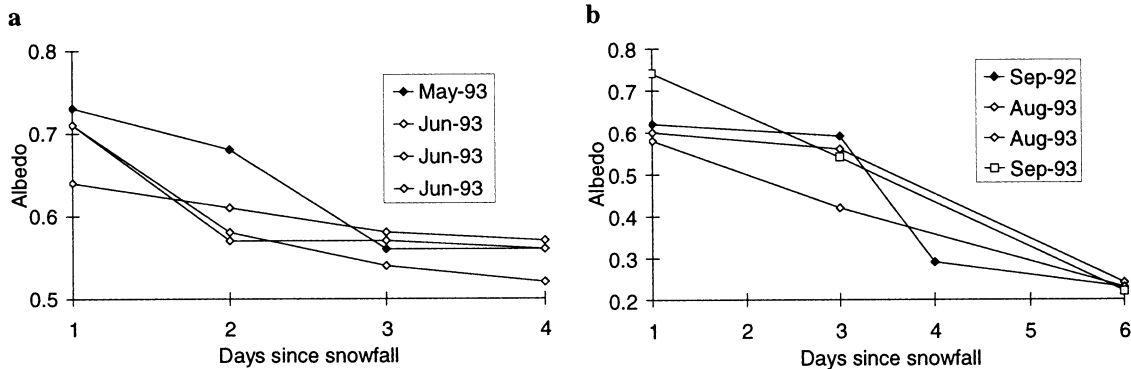 a
0.8
0.7
0.6
0.5
Albedo
1 2 3 4
Days since snowfall
May-93
Jun-93
Jun-93
Jun-93
b
0.8
0.7
0.6
0.5
0.4
0.3
0.2
Albedo
1 2 3 4 5 6
Days since snowfall
Sep-92
Aug-93
Aug-93
Sep-93